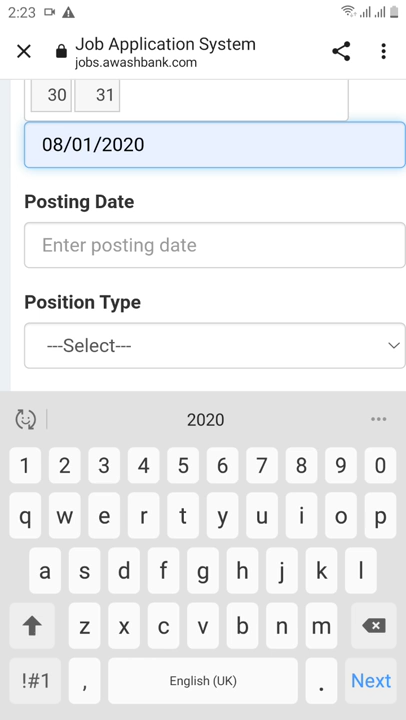 2:23
Job Application System
jobs.awashbank.com
30 31
08/01/2020
Posting Date
Enter posting date
Position Type
---Select---
2020
1 2 3 4 5 6 7 8 9 0
q w e r t y u i o p
a s d f g h j k l
z x c v b n m
!#1 , English (UK) . Next